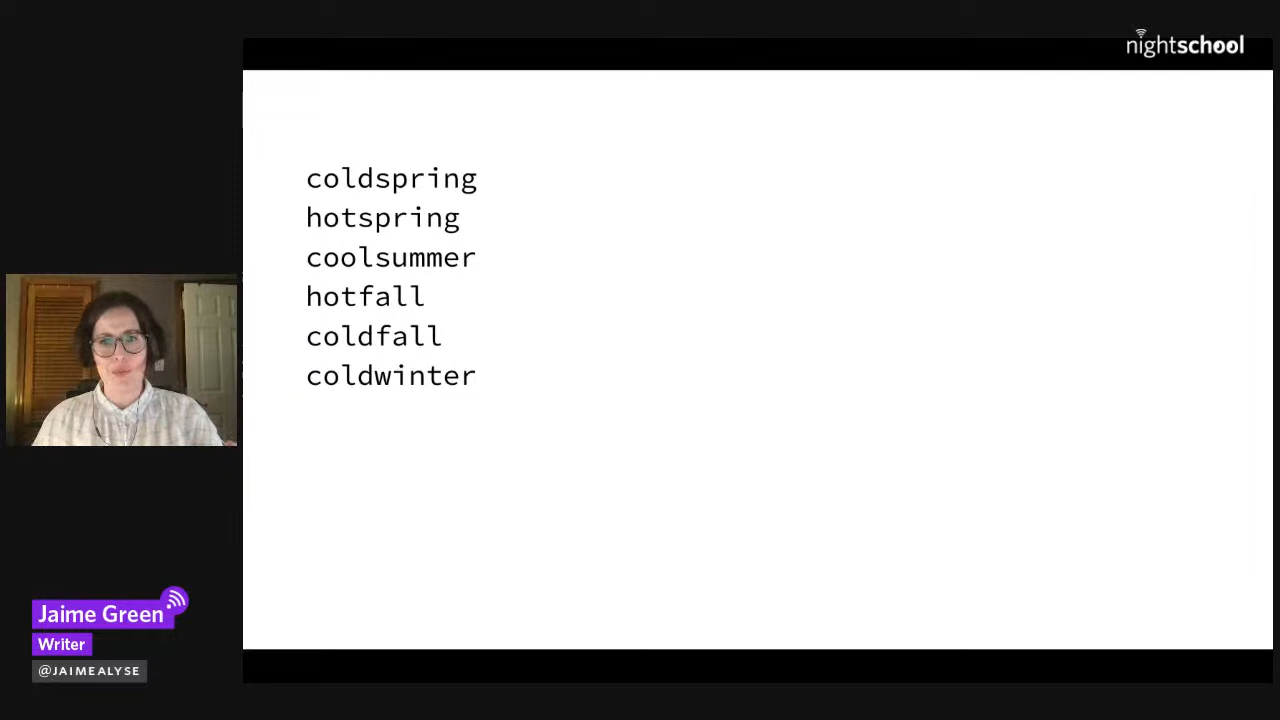 nightschool
coldspring
hotspring
coolsummer
hotfall
coldfall
coldwinter
Jaime Green
Writer
@JAIMEALYSE